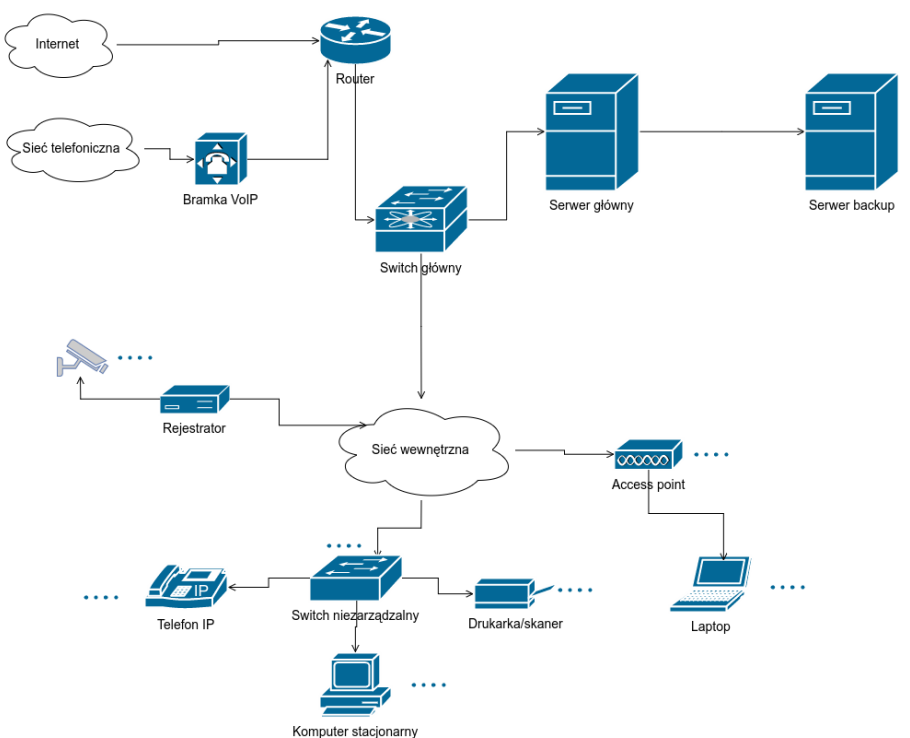 Internet
Router
Sieć telefoniczna
Bramka VoIP
Serwer główny
Serwer backup
Switch główny
Rejestrator
Sieć wewnętrzna
Access point
IP
Telefon IP
Switch niezarządzalny
Drukarka/skaner
Laptop
Komputer stacjonarny